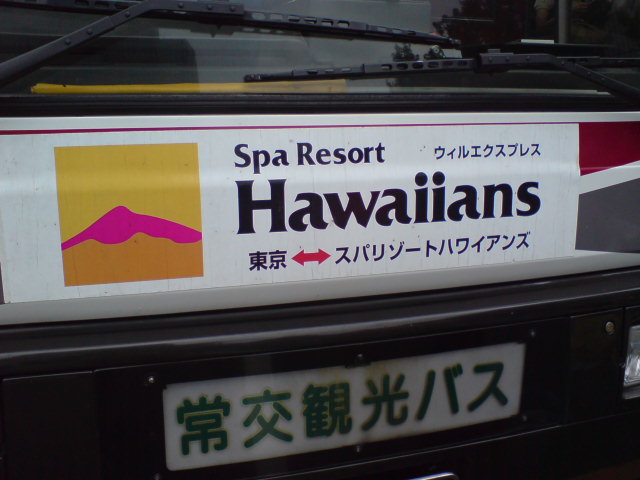 Spa Resort ウィルエクスプレス
Hawaiians
東京 ↔ スパリゾートハワイアンズ
常交観光バス